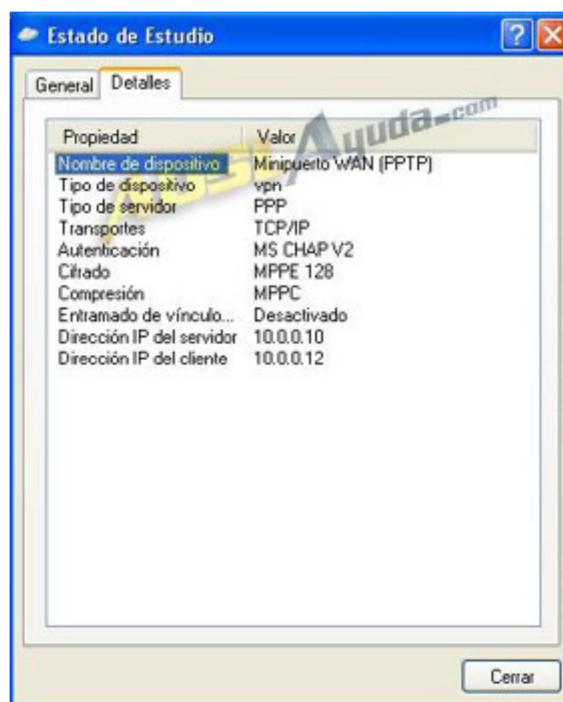 Estado de Estudio
General Detalles
Propiedad Valor
Nombre de dispositivo Minipuerto WAN (PPTP)
Tipo de dispositivo vpn
Tipo de servidor PPP
Transportes TCP/IP
Autenticación MS CHAP V2
Cifrado MPPE 128
Compresión MPPC
Entramado de vínculo... Desactivado
Dirección IP del servidor 10.0.0.10
Dirección IP del cliente 10.0.0.12
Cerrar
AdslAyuda.com